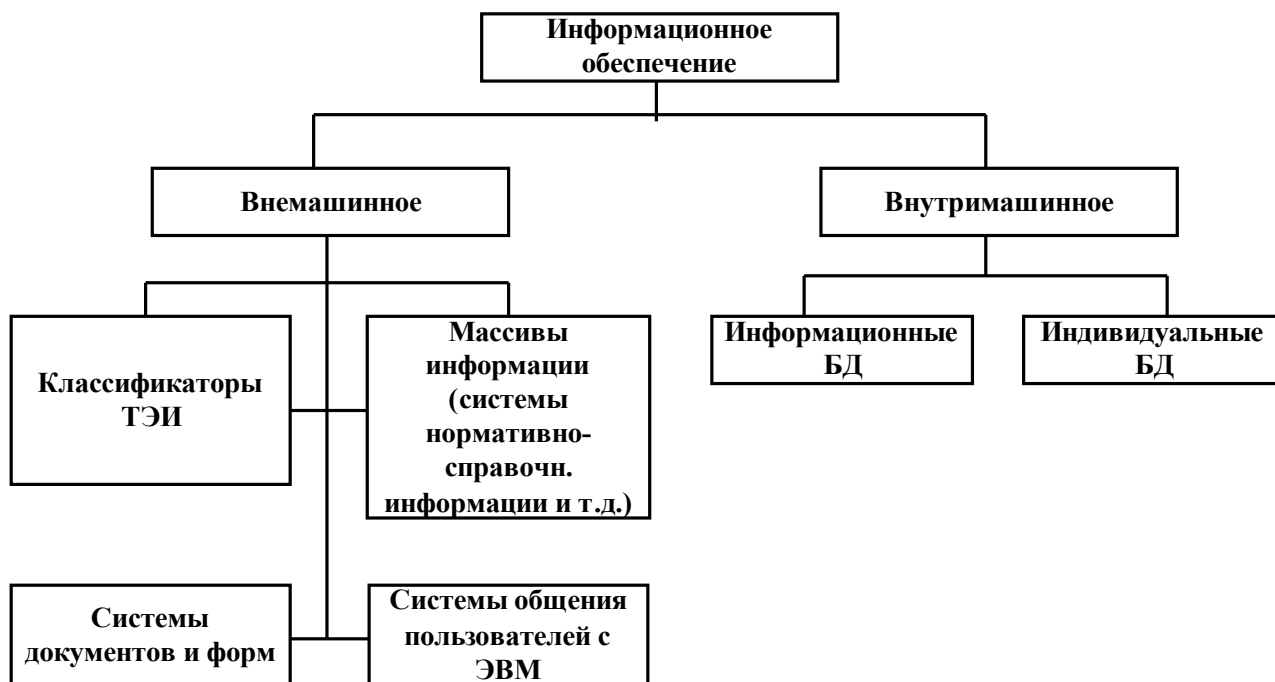 Информационное
обеспечение
Внемашинное
Внутримашинное
Классификаторы
ТЭИ
Массивы
информации
(системы
нормативно-
справочн.
информации и т.д.)
Информационные
БД
Индивидуальные
БД
Системы
документов и форм
Системы общения
пользователей с
ЭВМ